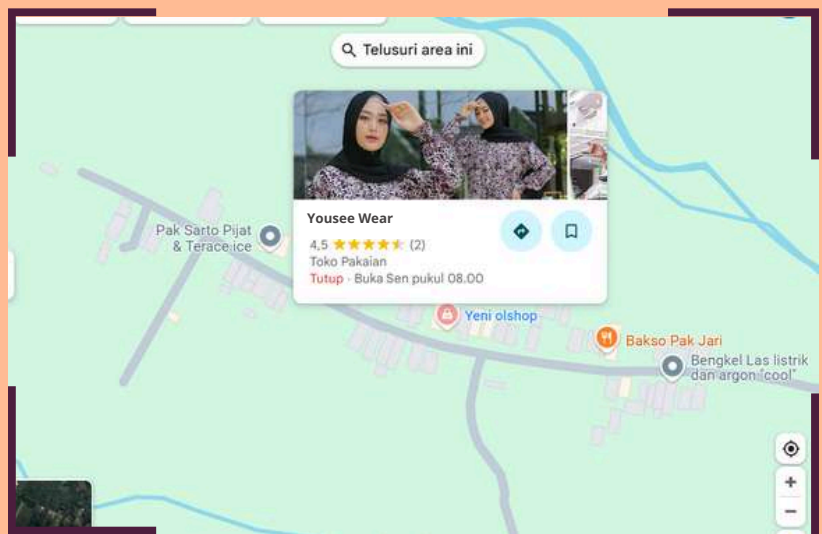 Telusuri area ini
Yousee Wear
4,5 (2)
Toko Pakaian
Tutup · Buka Sen pukul 08.00
Pak Sarto Pijat
& Terace ice
Yeni olshop
Bakso Pak Jari
Bengkel Las listrik
dan argon "cool"